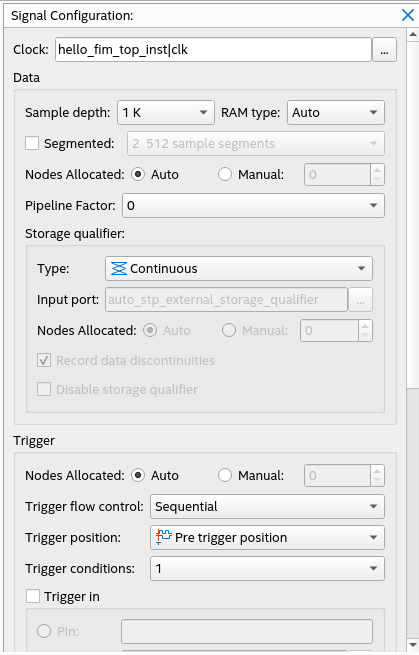 Signal Configuration:
Clock: hello_fim_top_inst|clk ...
Data
Sample depth: 1 K RAM type: Auto
Segmented: 2 512 sample segments
Nodes Allocated: Auto Manual: 0
Pipeline Factor: 0
Storage qualifier:
Type: Continuous
Input port: auto_stp_external_storage_qualifier ...
Nodes Allocated: Auto Manual: 0
Record data discontinuities
Disable storage qualifier
Trigger
Nodes Allocated: Auto Manual: 0
Trigger flow control: Sequential
Trigger position: Pre trigger position
Trigger conditions: 1
Trigger in
Pin: